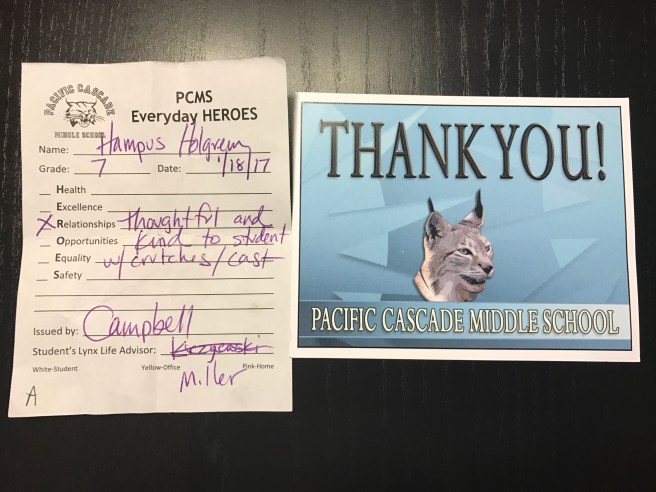 PACIFIC CASCADE
MIDDLE SCHOOL
PCMS
Everyday HEROES
Name: Hampus Holgren
Grade: 7 Date: 1/18/17
Health
Excellence
X Relationships thoughtful and
Opportunities kind to student
Equality w/ crutches/cast
Safety
Issued by: Campbell
Student's Lynx Life Advisor:
White-Student Yellow-Office Pink-Home
Miller
A
THANK YOU!
PACIFIC CASCADE MIDDLE SCHOOL